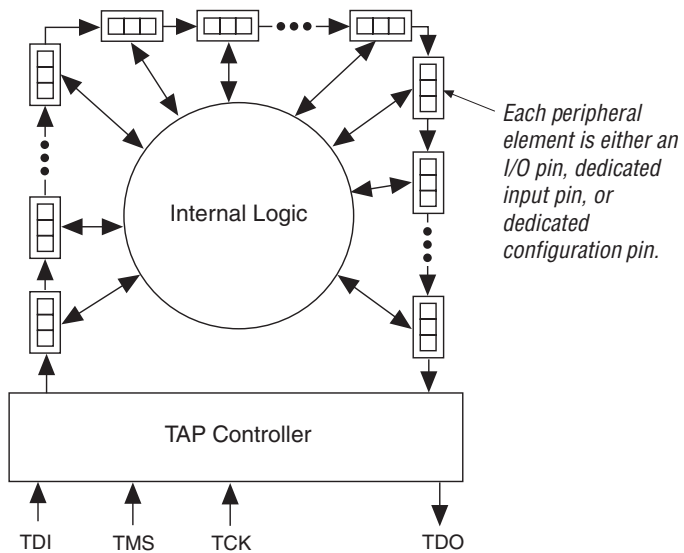 Each peripheral
element is either an
I/O pin, dedicated
input pin, or
dedicated
configuration pin.
Internal Logic
TAP Controller
TDI
TMS
TCK
TDO